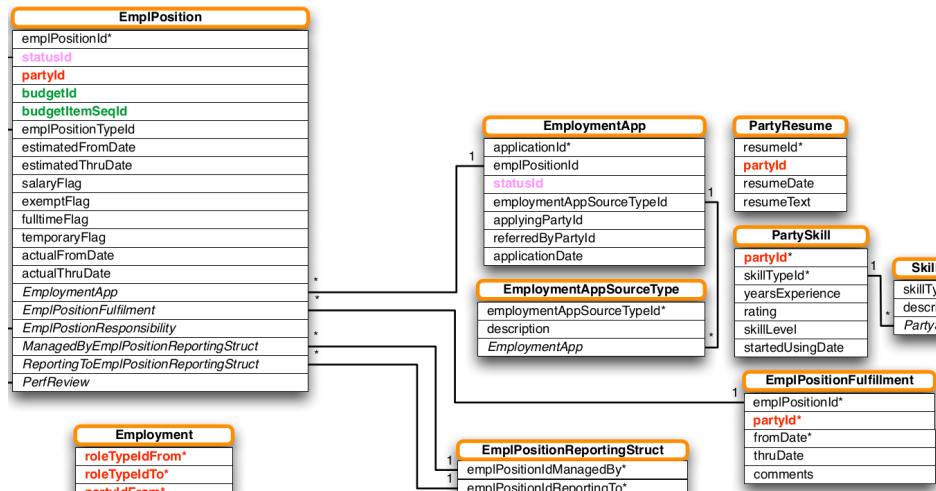 EmplPosition
emplPositionId*
statusId
partyId
budgetId
budgetItemSeqId
emplPositionTypeId
estimatedFromDate
estimatedThruDate
salaryFlag
exemptFlag
fulltimeFlag
temporaryFlag
actualFromDate
actualThruDate
EmploymentApp
EmplPositionFulfilment
EmplPostionResponsibility
ManagedByEmplPositionReportingStruct
ReportingToEmplPositionReportingStruct
PerfReview
*
*
*
*
1
EmploymentApp
applicationId*
emplPositionId
statusId
employmentAppSourceTypeId
applyingPartyId
referredByPartyId
applicationDate
1
EmploymentAppSourceType
employmentAppSourceTypeId*
description
EmploymentApp
*
PartyResume
resumeId*
partyId
resumeDate
resumeText
PartySkill
partyId*
skillTypeId*
yearsExperience
rating
skillLevel
startedUsingDate
1
*
1
EmplPositionFulfillment
emplPositionId*
partyId*
fromDate*
thruDate
comments
Employment
roleTypeIdFrom*
roleTypeIdTo*
partyIdFrom*
1
1
EmplPositionReportingStruct
emplPositionIdManagedBy*
emplPositionIdReportingTo*